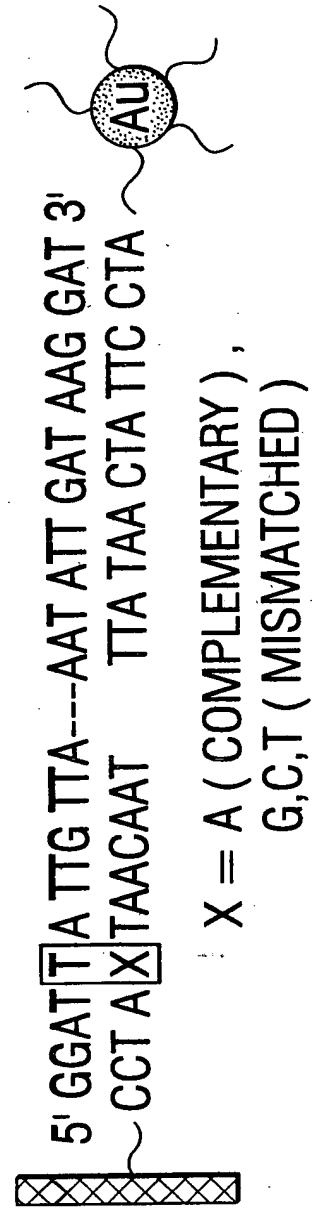 5' GGAT T A TTG TTA---AAT ATT GAT AAG GAT 3'
CCT A X TAACAAT TTA TAA CTA TTC CTA
Au
X = A ( COMPLEMENTARY ) ,
G,C,T ( MISMATCHED )